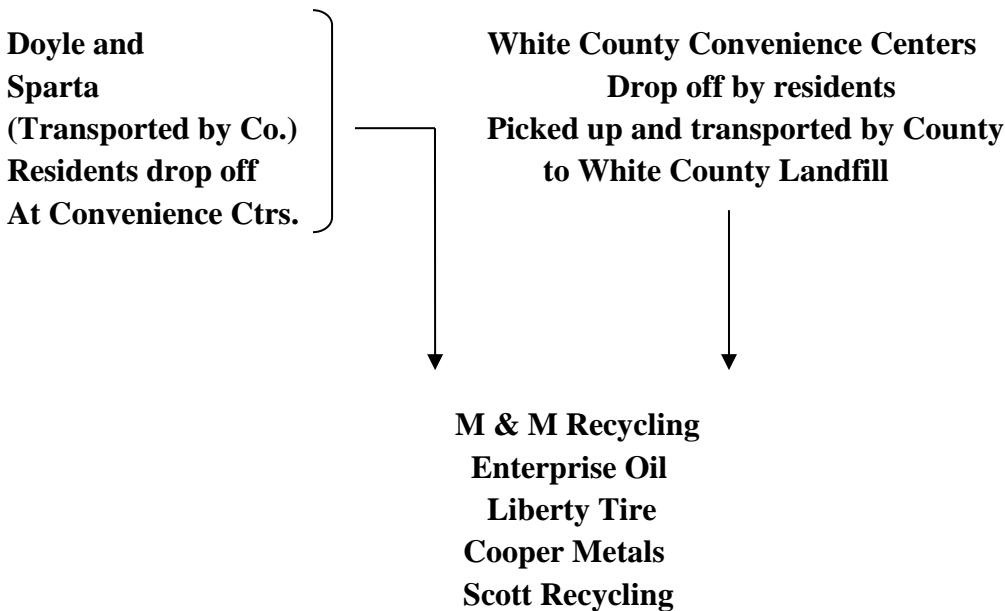 Doyle and
Sparta
(Transported by Co.)
Residents drop off
At Convenience Ctrs.
White County Convenience Centers
Drop off by residents
Picked up and transported by County
to White County Landfill
M & M Recycling
Enterprise Oil
Liberty Tire
Cooper Metals
Scott Recycling